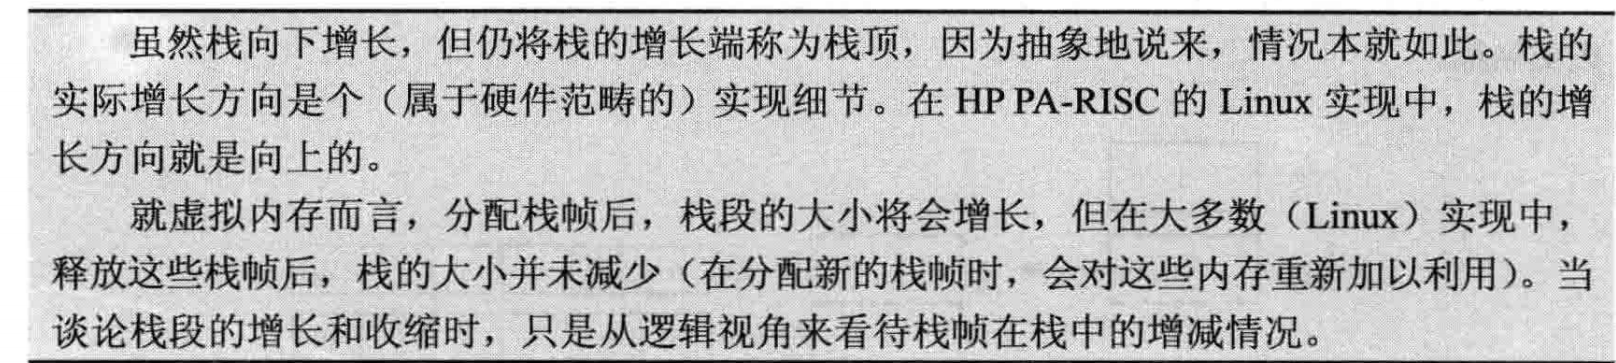 虽然栈向下增长，但仍将栈的增长端称为栈顶，因为抽象地说来，情况本就如此。栈的
实际增长方向是个（属于硬件范畴的）实现细节。在 HP PA-RISC 的 Linux 实现中，栈的增
长方向就是向上的。
就虚拟内存而言，分配栈帧后，栈段的大小将会增长，但在大多数（Linux）实现中，
释放这些栈帧后，栈的大小并未减少（在分配新的栈帧时，会对这些内存重新加以利用）。当
谈论栈段的增长和收缩时，只是从逻辑视角来看待栈帧在栈中的增减情况。